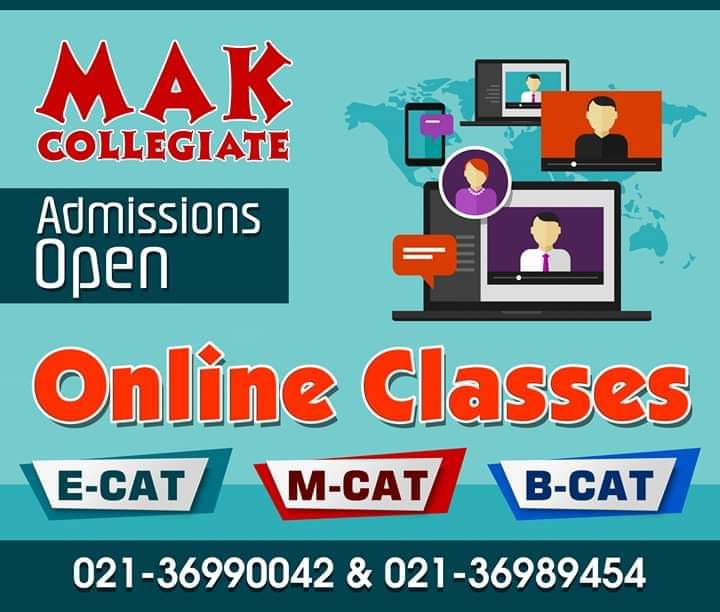 MAK
COLLEGIATE
Admissions
Open
Online Classes
E-CAT M-CAT B-CAT
021-36990042 & 021-36989454